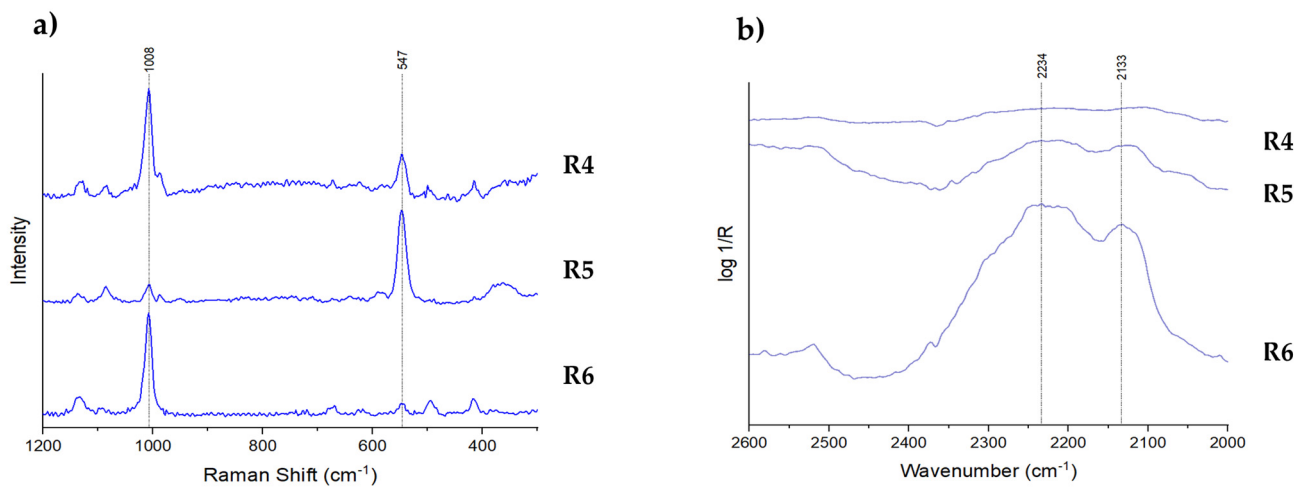 a)
1008
547
Intensity
R4
R5
R6
1200
1000
800
600
400
Raman Shift (cm⁻¹)
b)
2234
2133
log 1/R
R4
R5
R6
2600
2500
2400
2300
2200
2100
2000
Wavenumber (cm⁻¹)